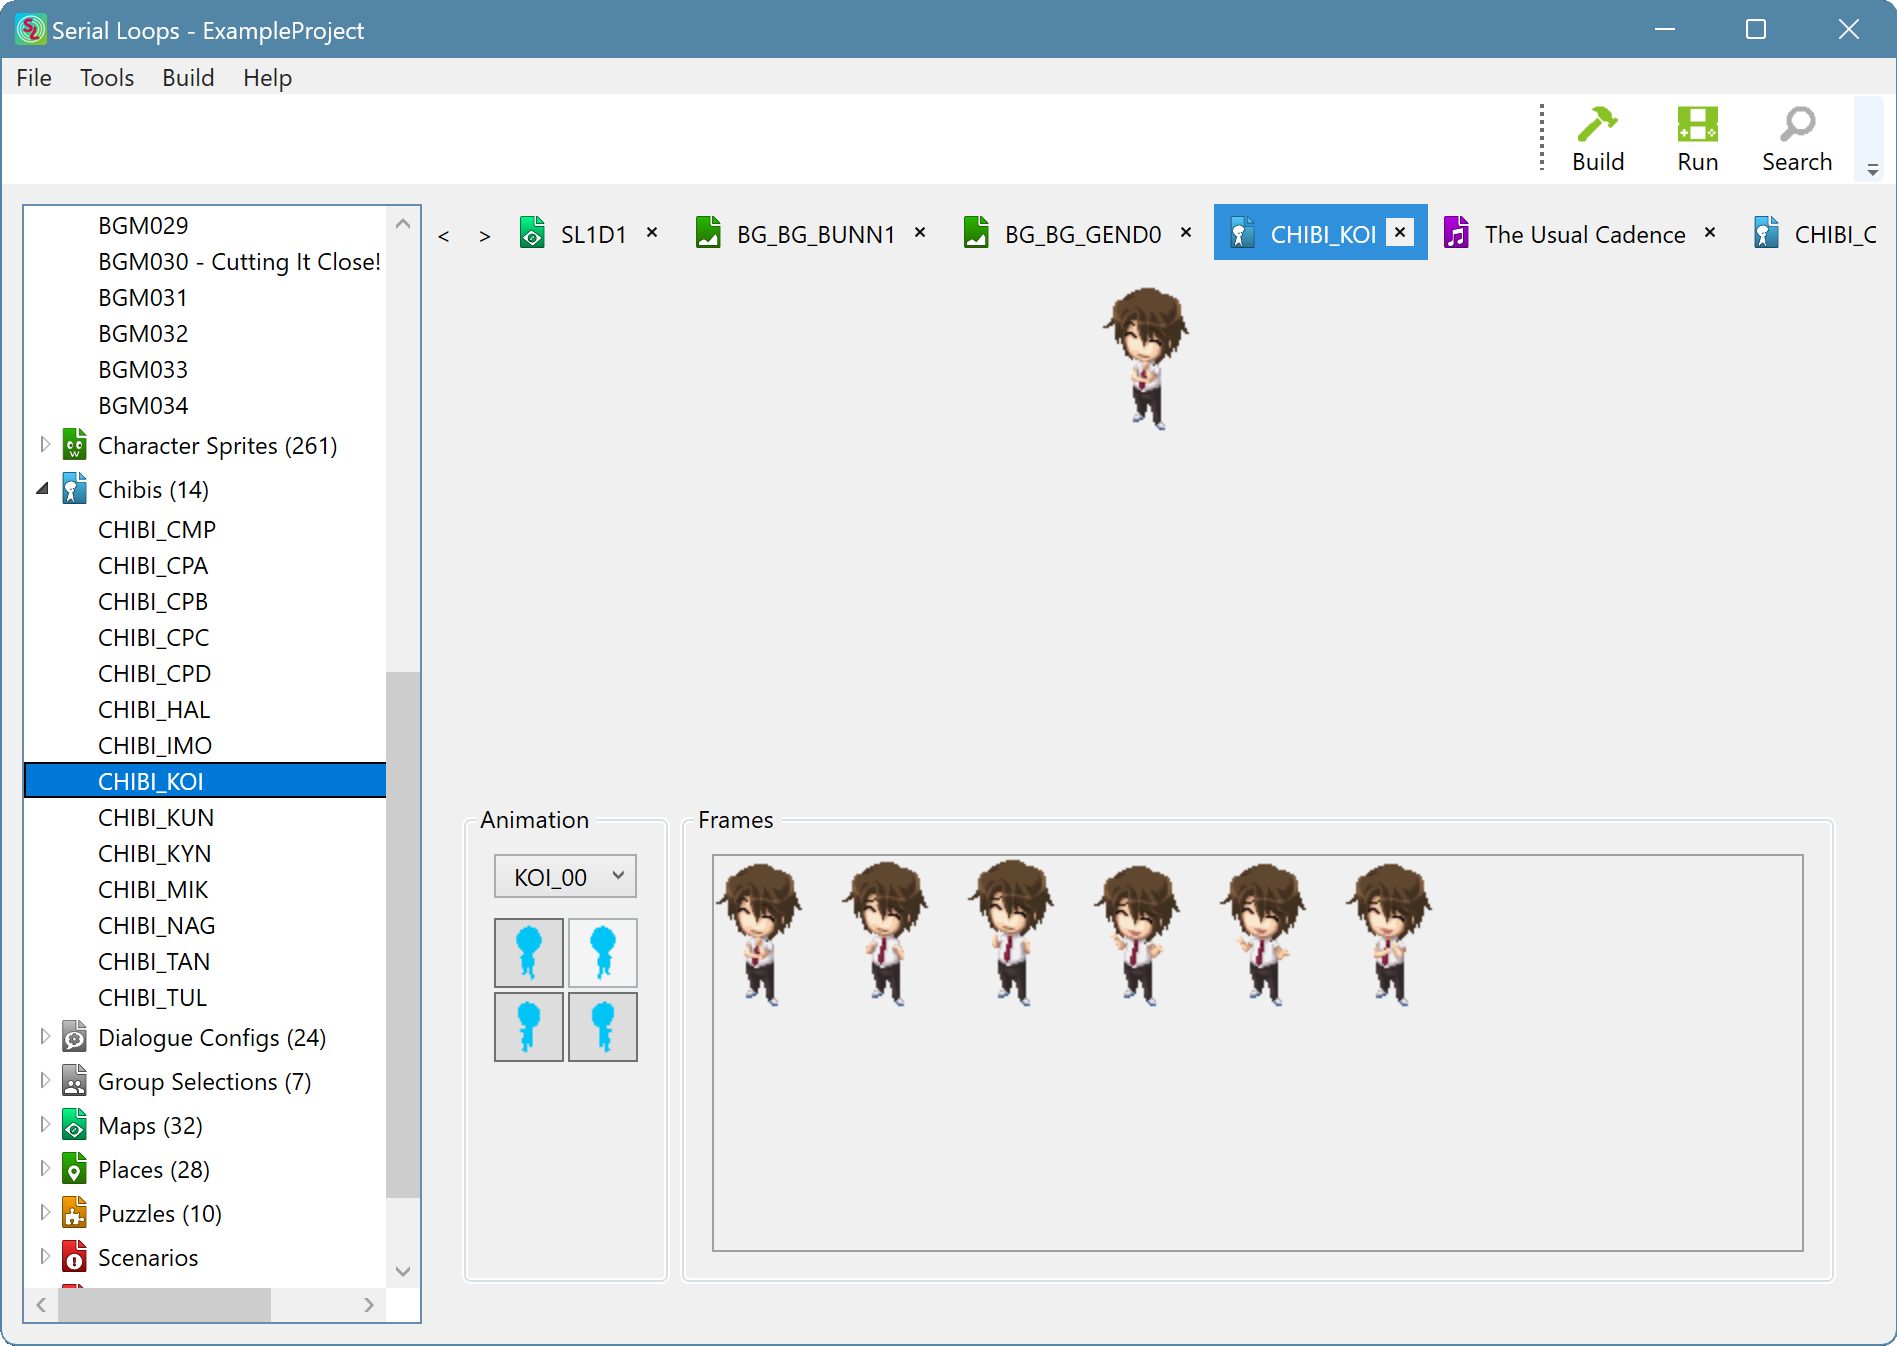 Serial Loops - ExampleProject
File Tools Build Help
Build Run Search
BGM029
BGM030 - Cutting It Close!
BGM031
BGM032
BGM033
BGM034
Character Sprites (261)
Chibis (14)
CHIBI_CMP
CHIBI_CPA
CHIBI_CPB
CHIBI_CPC
CHIBI_CPD
CHIBI_HAL
CHIBI_IMO
CHIBI_KOI
CHIBI_KUN
CHIBI_KYN
CHIBI_MIK
CHIBI_NAG
CHIBI_TAN
CHIBI_TUL
Dialogue Configs (24)
Group Selections (7)
Maps (32)
Places (28)
Puzzles (10)
Scenarios
< > SL1D1 × BG_BG_BUNN1 × BG_BG_GEND0 × CHIBI_KOI × The Usual Cadence × CHIBI_C
Animation
KOI_00
Frames